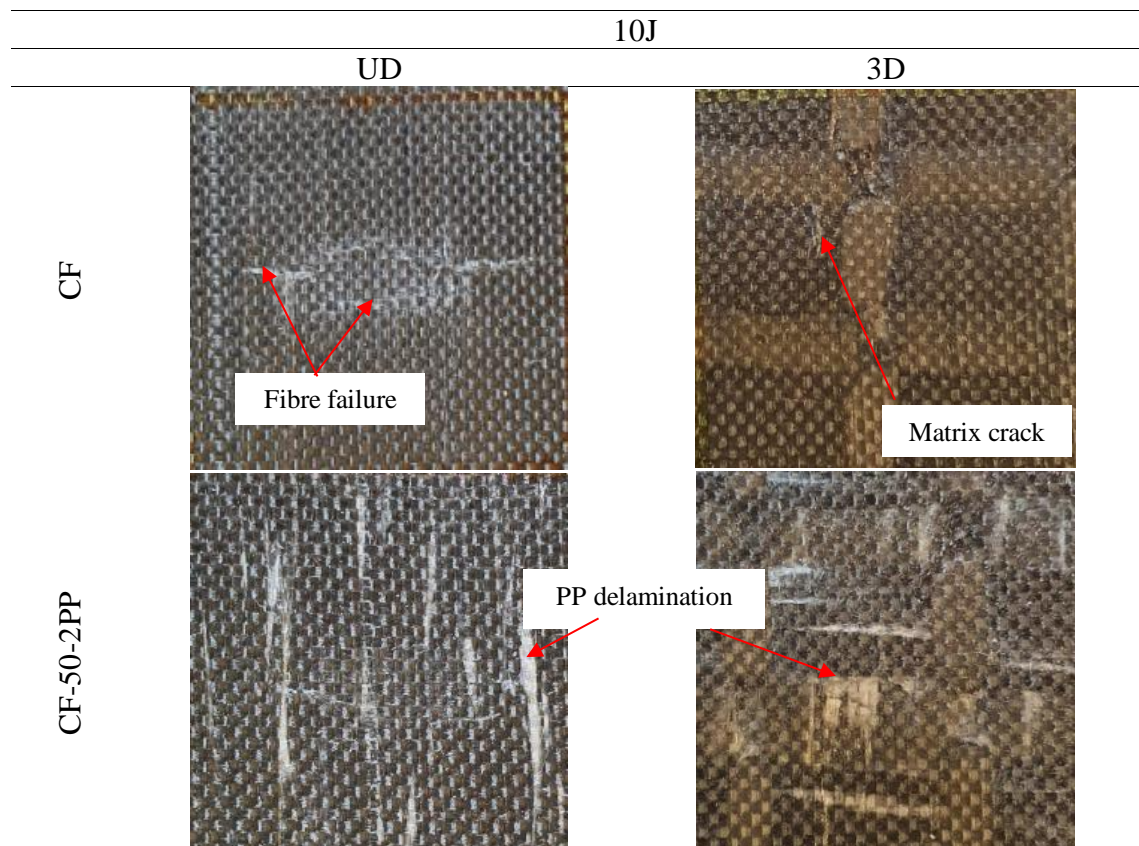 10J
UD 3D
CF
Fibre failure
Matrix crack
CF-50-2PP
PP delamination